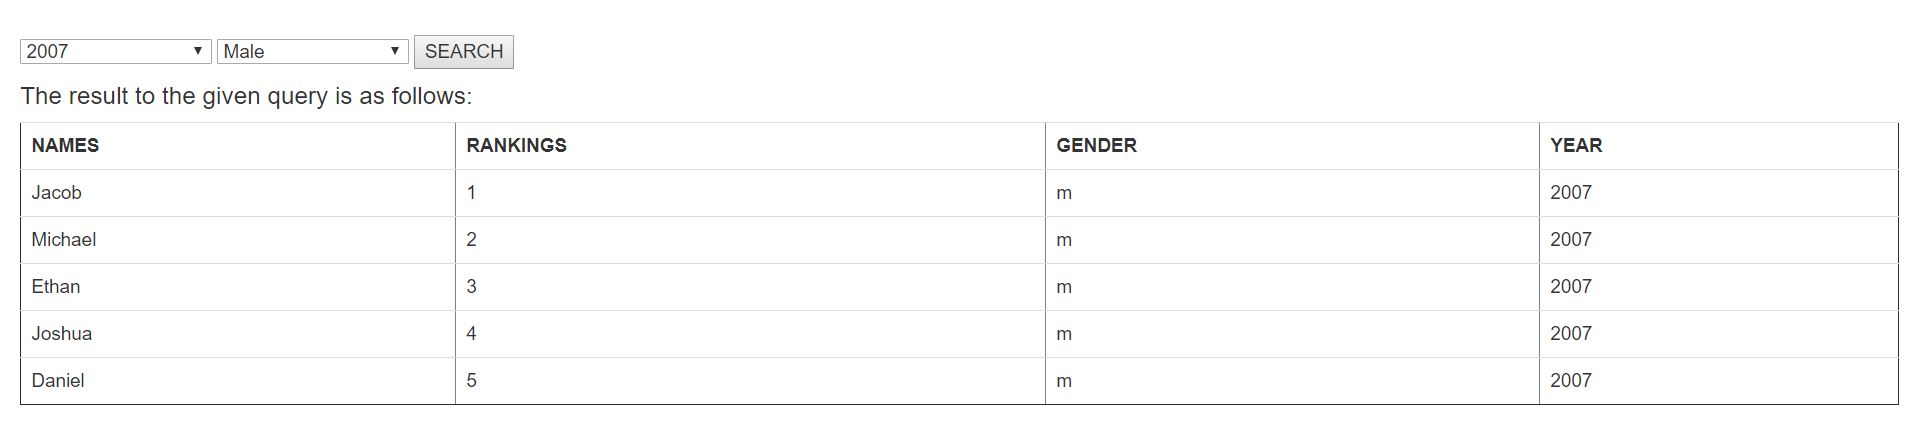 2007 Male SEARCH
The result to the given query is as follows:
NAMES RANKINGS GENDER YEAR
Jacob 1 m 2007
Michael 2 m 2007
Ethan 3 m 2007
Joshua 4 m 2007
Daniel 5 m 2007